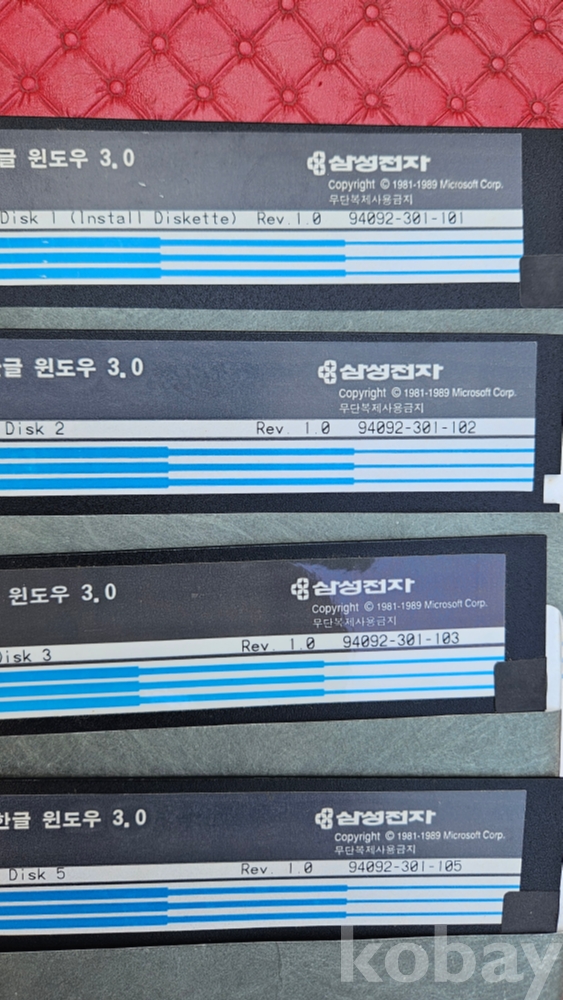 글 윈도우 3.0
삼성전자
Copyright © 1981-1989 Microsoft Corp.
무단복제사용금지
Disk 1 (Install Diskette) Rev.1.0 94092-301-101
글 윈도우 3.0
삼성전자
Copyright © 1981-1989 Microsoft Corp.
무단복제사용금지
Disk 2 Rev. 1.0 94092-301-102
윈도우 3.0
삼성전자
Copyright © 1981-1989 Microsoft Corp.
무단복제사용금지
Disk 3 Rev. 1.0 94092-301-103
한글 윈도우 3.0
삼성전자
Copyright © 1981-1989 Microsoft Corp.
무단복제사용금지
Disk 5 Rev. 1.0 94092-301-105
kobay